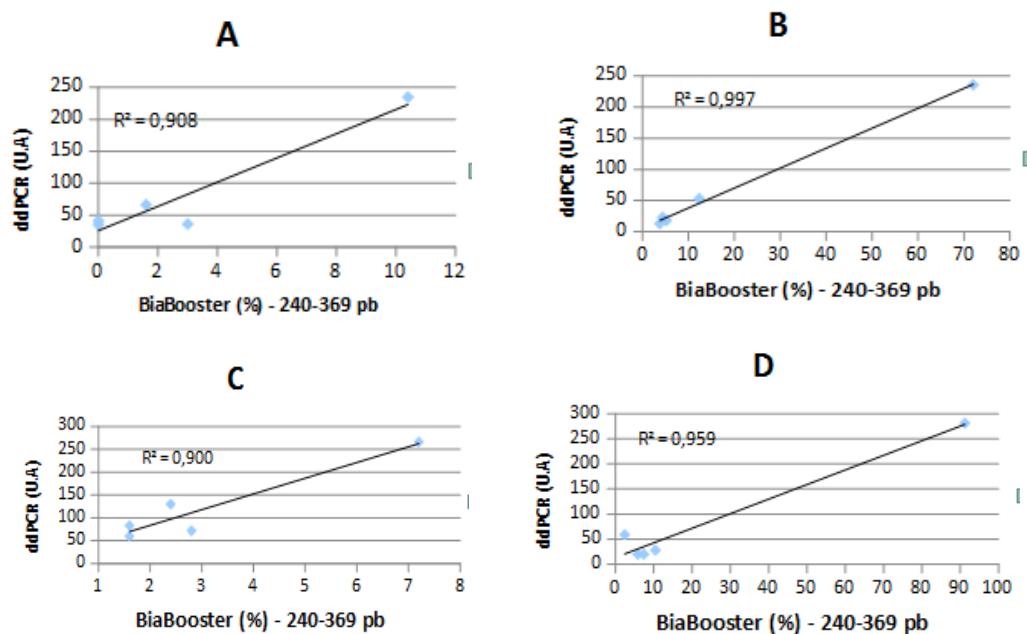 A
250
200
150
100
50
0
R² = 0,908
ddPCR (U.A)
0 2 4 6 8 10 12
BiaBooster (%) - 240-369 pb
B
250
200
150
100
50
0
R² = 0,997
ddPCR (U.A)
0 10 20 30 40 50 60 70 80
BiaBooster (%) - 240-369 pb
C
300
250
200
150
100
50
0
R² = 0,900
ddPCR (U.A)
1 2 3 4 5 6 7 8
BiaBooster (%) - 240-369 pb
D
300
250
200
150
100
50
0
R² = 0,959
ddPCR (U.A)
0 10 20 30 40 50 60 70 80 90 100
BiaBooster (%) - 240-369 pb